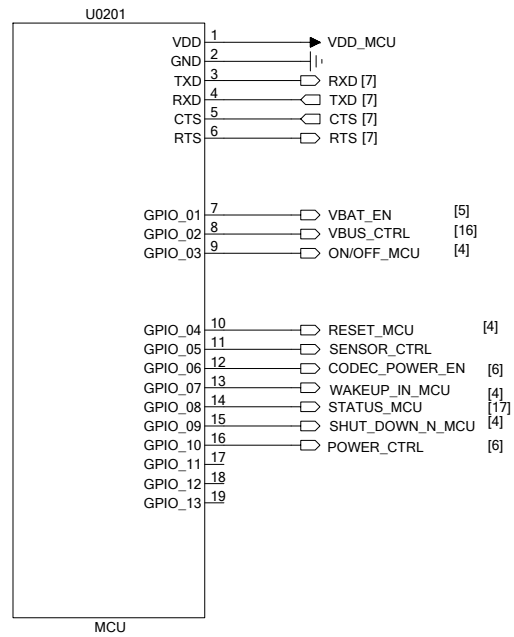 U0201
VDD 1 VDD_MCU
GND 2
TXD 3 RXD [7]
RXD 4 TXD [7]
CTS 5 CTS [7]
RTS 6 RTS [7]
GPIO_01 7 VBAT_EN [5]
GPIO_02 8 VBUS_CTRL [16]
GPIO_03 9 ON/OFF_MCU [4]
GPIO_04 10 RESET_MCU [4]
GPIO_05 11 SENSOR_CTRL
GPIO_06 12 CODEC_POWER_EN [6]
GPIO_07 13 WAKEUP_IN_MCU [4]
GPIO_08 14 STATUS_MCU [17]
GPIO_09 15 SHUT_DOWN_N_MCU [4]
GPIO_10 16 POWER_CTRL [6]
GPIO_11 17
GPIO_12 18
GPIO_13 19
MCU